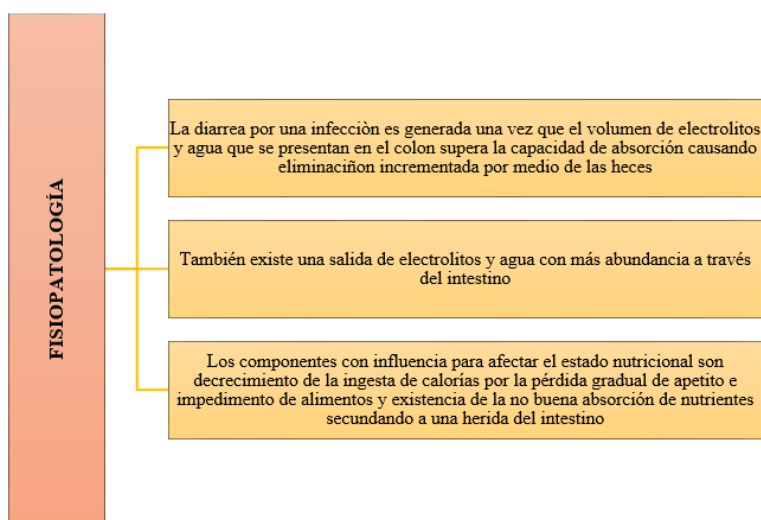 FISIOPATOLOGÍA
La diarrea por una infecciòn es generada una vez que el volumen de electrolitos
y agua que se presentan en el colon supera la capacidad de absorción causando
eliminaciñon incrementada por medio de las heces
También existe una salida de electrolitos y agua con más abundancia a través
del intestino
Los componentes con influencia para afectar el estado nutricional son
decrecimiento de la ingesta de calorías por la pérdida gradual de apetito e
impedimento de alimentos y existencia de la no buena absorción de nutrientes
secundando a una herida del intestino